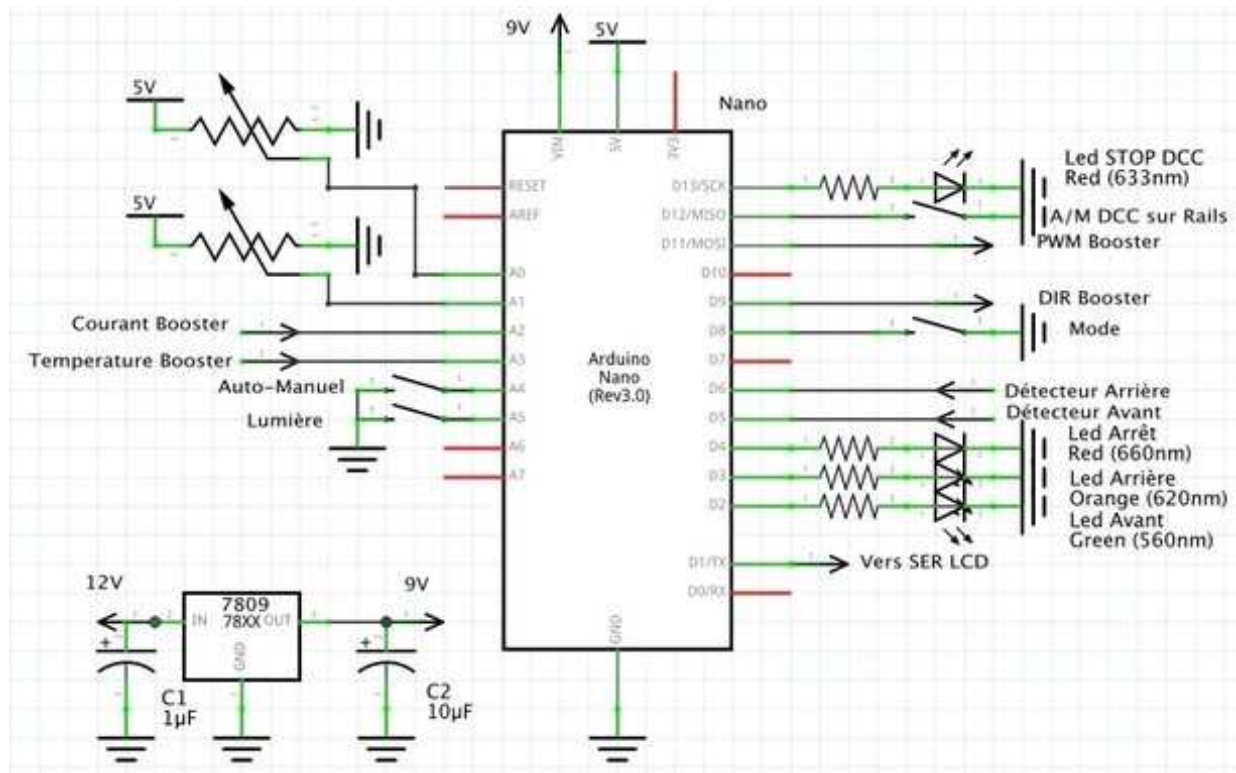 9V
5V
Nano
5V
5V
VIN
5V
3V3
RESET
AREF
A0
A1
A2
A3
A4
A5
A6
A7
D13/SCK
D12/MISO
D11/MOSI
D10
D9
D8
D7
D6
D5
D4
D3
D2
D1/TX
D0/RX
GND
Arduino
Nano
(Rev3.0)
Courant Booster
Temperature Booster
Auto-Manuel
Lumière
Led STOP DCC
Red (633nm)
A/M DCC sur Rails
PWM Booster
DIR Booster
Mode
Détecteur Arrière
Détecteur Avant
Led Arrêt
Red (660nm)
Led Arrière
Orange (620nm)
Led Avant
Green (560nm)
Vers SER LCD
12V
9V
7809
IN 78XX OUT
GND
+
+
C1
1µF
C2
10µF